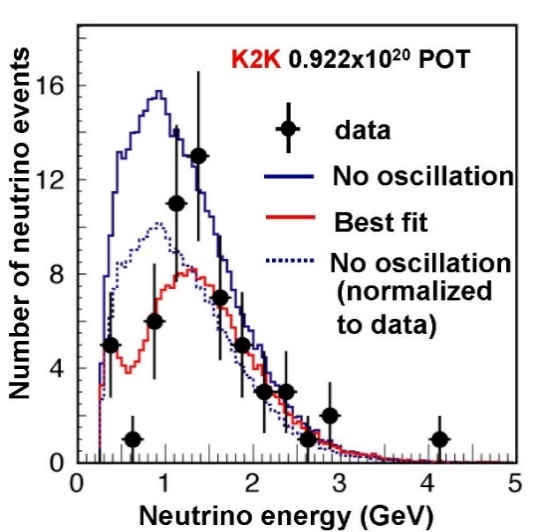 K2K 0.922x10²⁰ POT
data
No oscillation
Best fit
No oscillation
(normalized
to data)
Number of neutrino events
16
12
8
4
0
0 1 2 3 4 5
Neutrino energy (GeV)